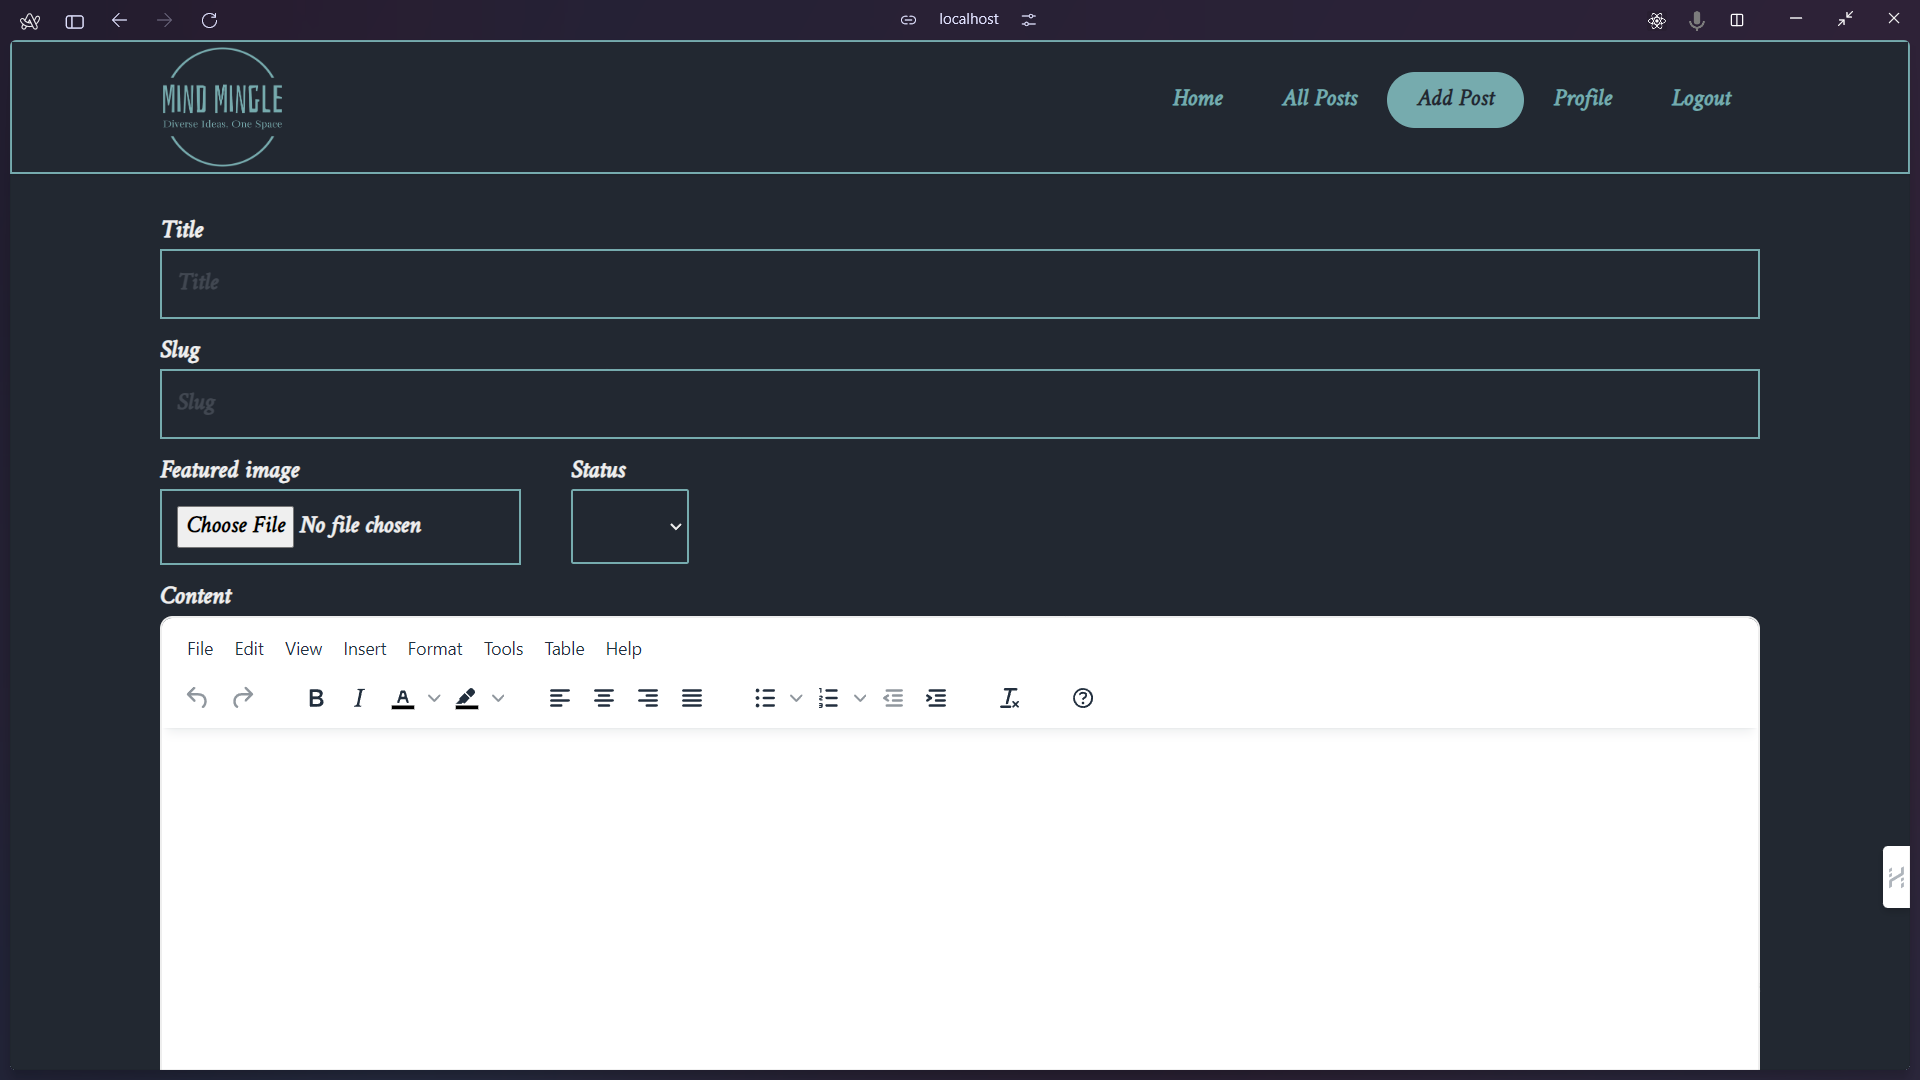 localhost
MIND MINGLE
Diverse Ideas. One Space
Home All Posts Add Post Profile Logout
Title
Title
Slug
Slug
Featured image Status
Choose File No file chosen
Content
File Edit View Insert Format Tools Table Help